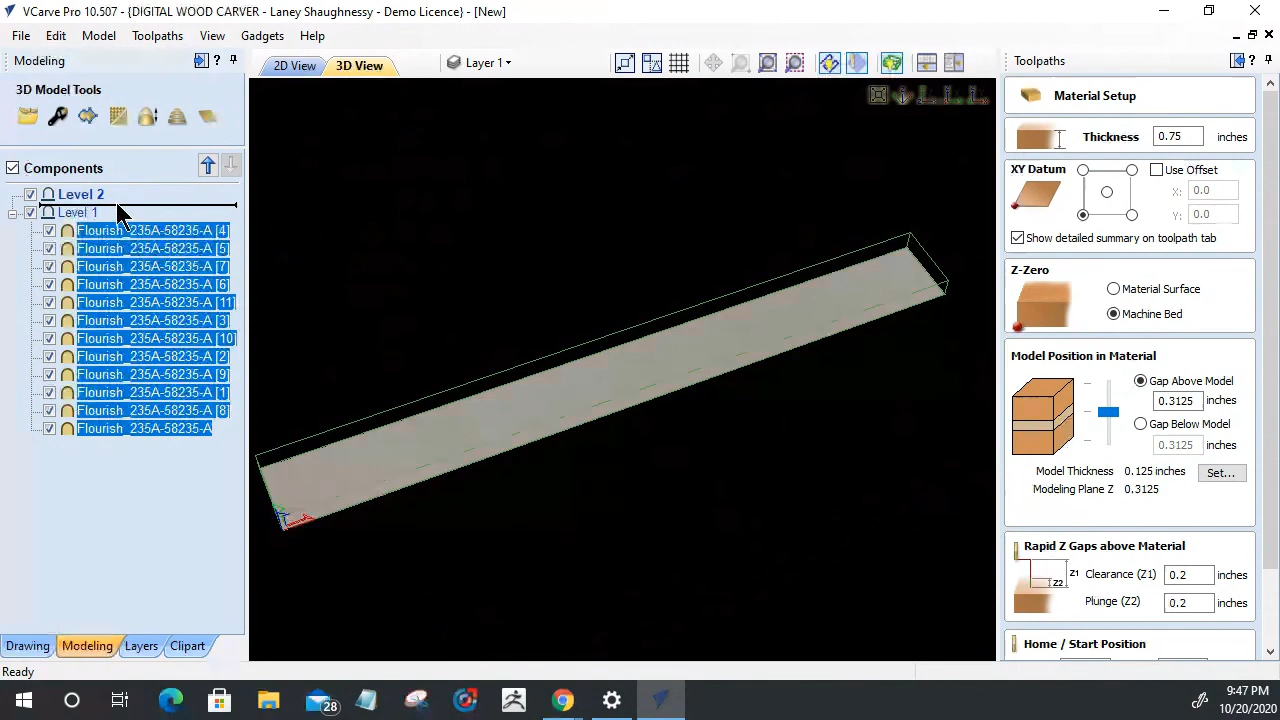 VCarve Pro 10.507 - {DIGITAL WOOD CARVER - Laney Shaughnessy - Demo Licence} - [New]
File Edit Model Toolpaths View Gadgets Help
Modeling
2D View 3D View Layer 1
Toolpaths
3D Model Tools
Components
Level 2
Level 1
Flourish_235A-58235-A [4]
Flourish_235A-58235-A [5]
Flourish_235A-58235-A [7]
Flourish_235A-58235-A [6]
Flourish_235A-58235-A [11]
Flourish_235A-58235-A [3]
Flourish_235A-58235-A [10]
Flourish_235A-58235-A [2]
Flourish_235A-58235-A [9]
Flourish_235A-58235-A [1]
Flourish_235A-58235-A [8]
Flourish_235A-58235-A
Material Setup
Thickness 0.75 inches
XY Datum Use Offset
X: 0.0
Y: 0.0
Show detailed summary on toolpath tab
Z-Zero
Material Surface
Machine Bed
Model Position in Material
Gap Above Model
0.3125 inches
Gap Below Model
0.3125 inches
Model Thickness 0.125 inches Set...
Modeling Plane Z 0.3125
Rapid Z Gaps above Material
Z1 Clearance (Z1) 0.2 inches
Z2 Plunge (Z2) 0.2 inches
Home / Start Position
Drawing Modeling Layers Clipart
Ready
28
9:47 PM
10/20/2020